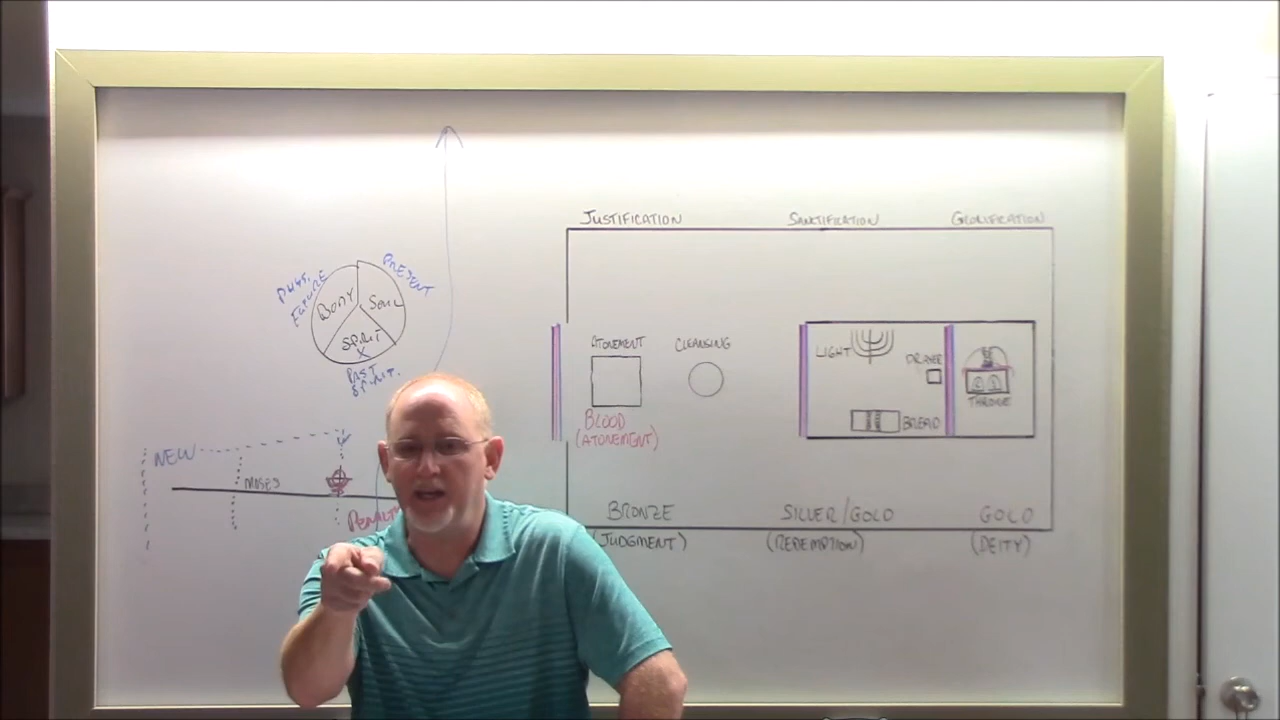 JUSTIFICATION
SANCTIFICATION
GLORIFICATION
PRESENT
FUTURE
BODY
SOUL
SPIRIT
X
PAST
ATONEMENT
CLEANSING
LIGHT
PRAYER
THRONE
BREAD
BLOOD
(ATONEMENT)
NEW
MOSES
PENALTY
BRONZE
SILVER/GOLD
GOLD
(JUDGMENT)
(REDEMPTION)
(DEITY)